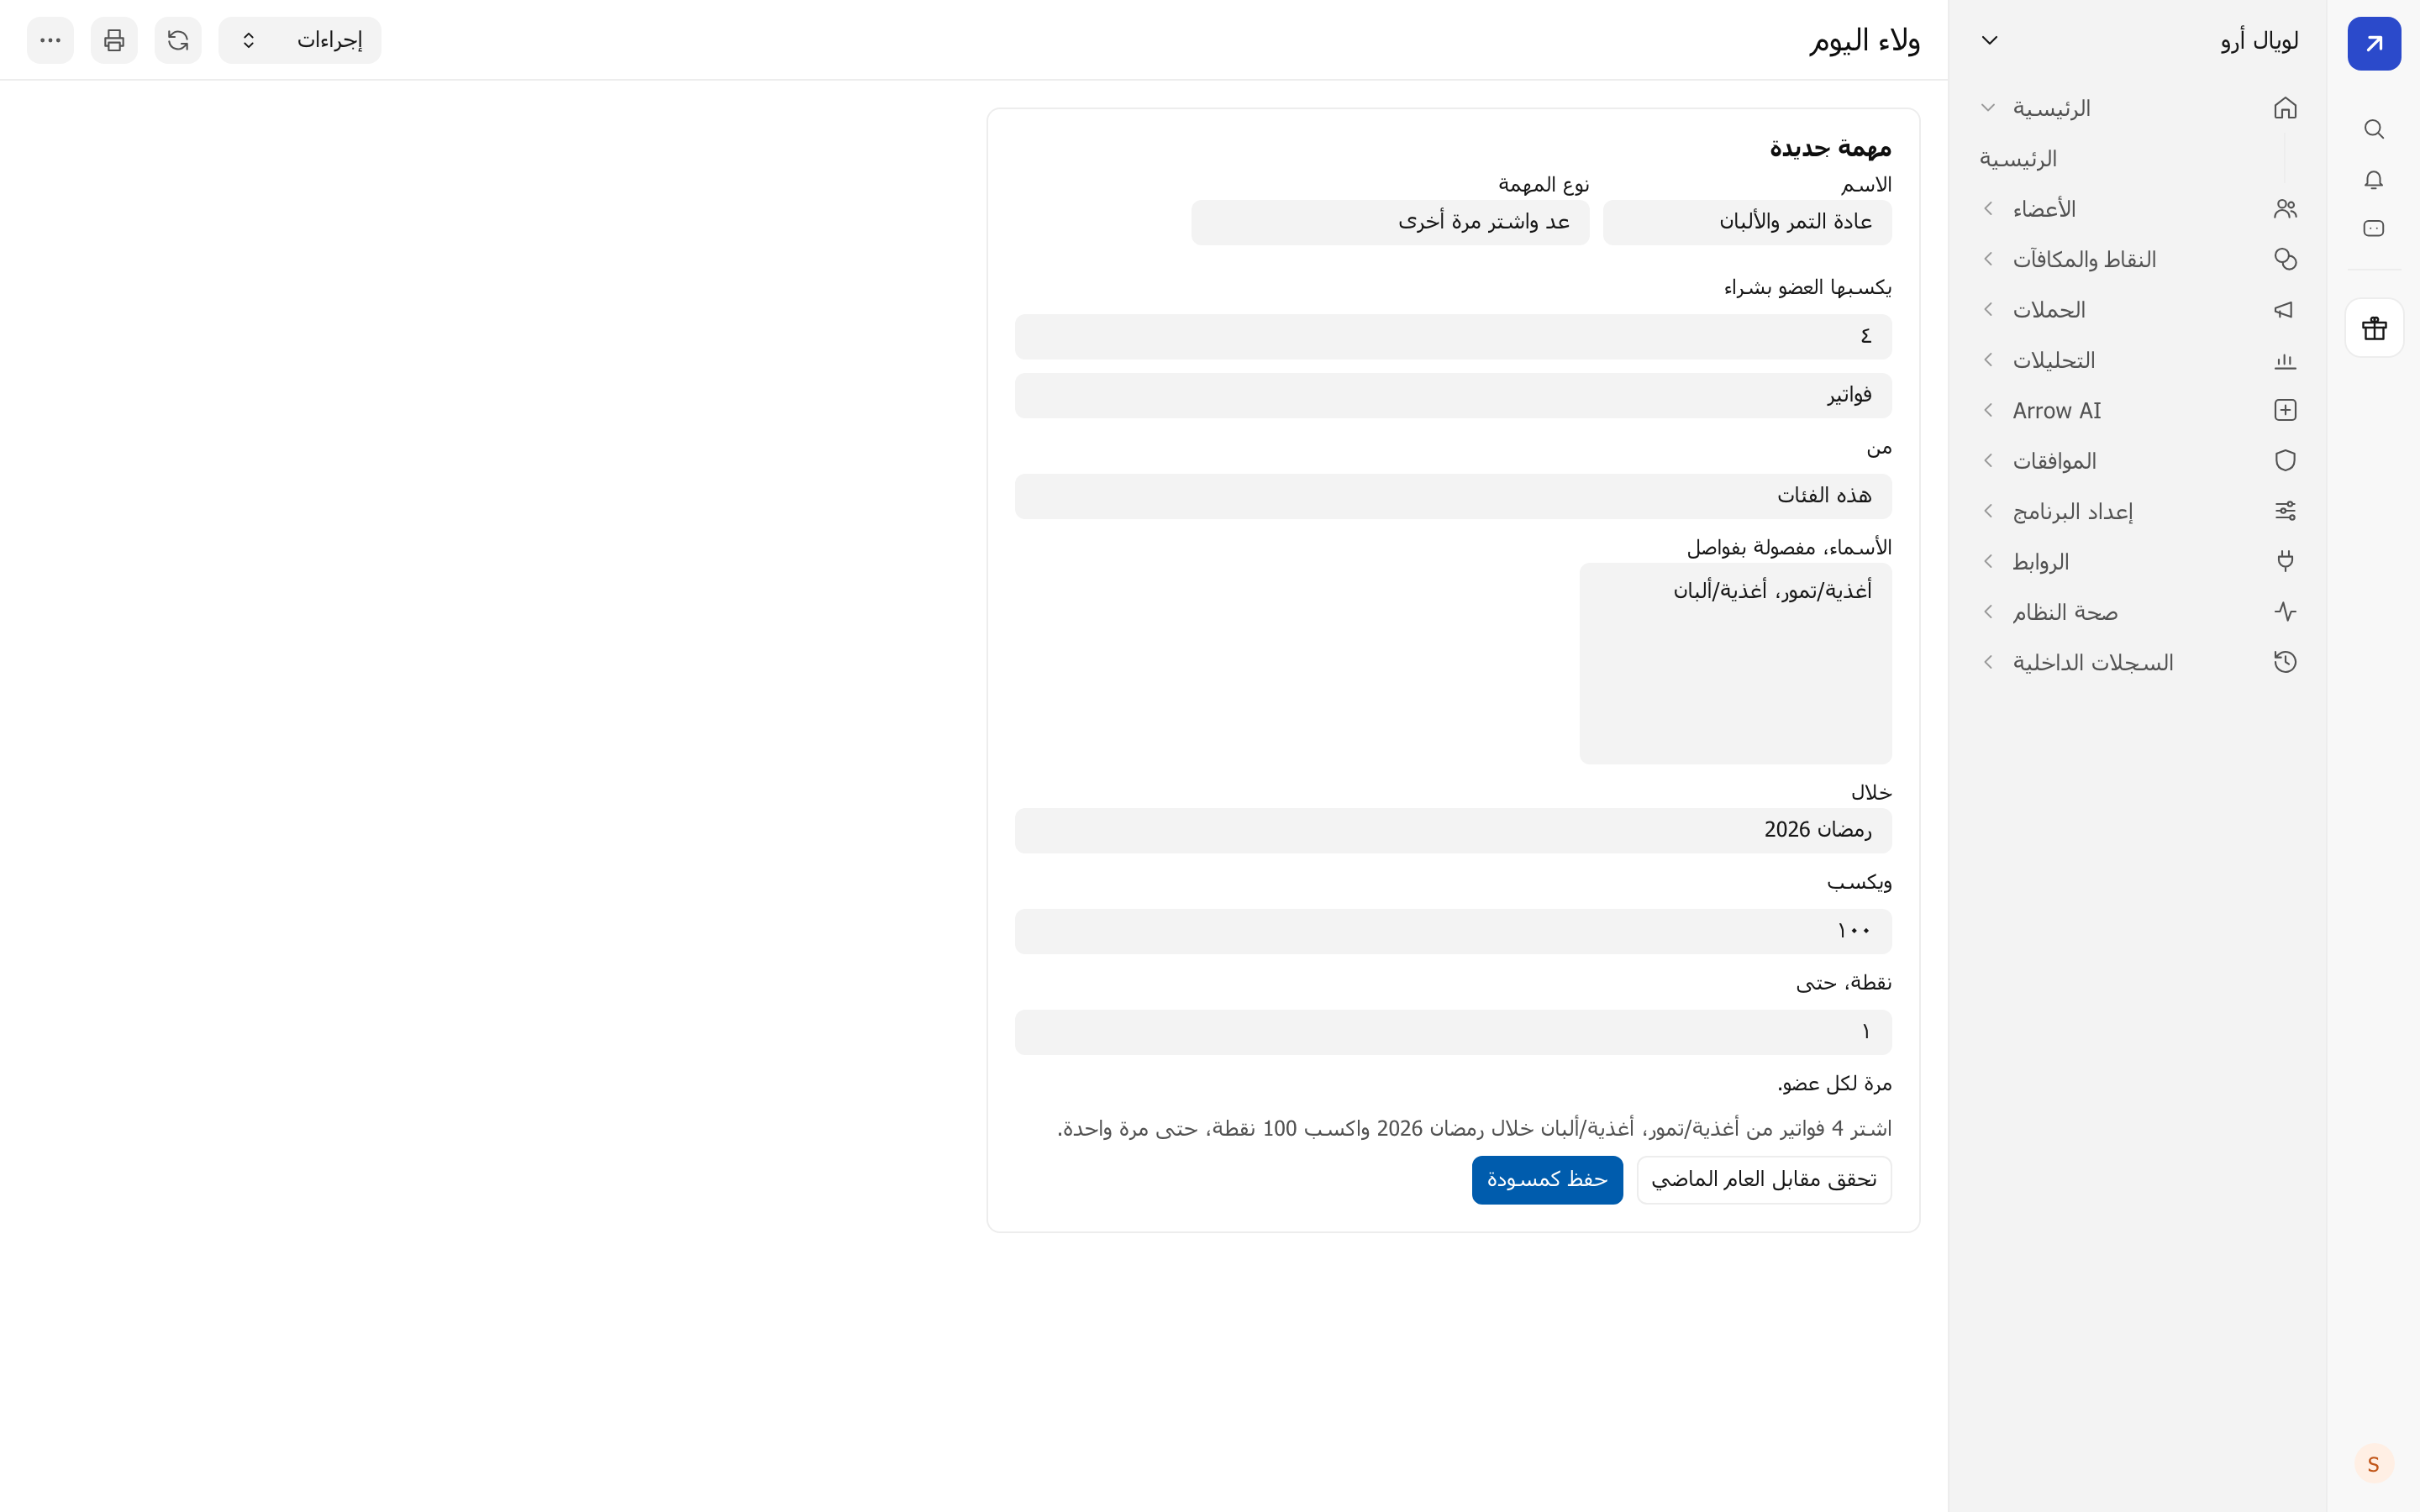 لويال أرو
الرئيسية
الرئيسية
الأعضاء
النقاط والمكافآت
الحملات
التحليلات
Arrow AI
الموافقات
إعداد البرنامج
الروابط
صحة النظام
السجلات الداخلية
S
ولاء اليوم
إجراءات
مهمة جديدة
الاسم
نوع المهمة
عادة التمر والألبان
عد واشتر مرة أخرى
يكسبها العضو بشراء
٤
فواتير
من
هذه الفئات
الأسماء، مفصولة بفواصل
أغذية/تمور، أغذية/ألبان
خلال
رمضان 2026
ويكسب
١٠٠
نقطة، حتى
١
مرة لكل عضو.
اشتر 4 فواتير من أغذية/تمور، أغذية/ألبان خلال رمضان 2026 واكسب 100 نقطة، حتى مرة واحدة.
تحقق مقابل العام الماضي
حفظ كمسودة